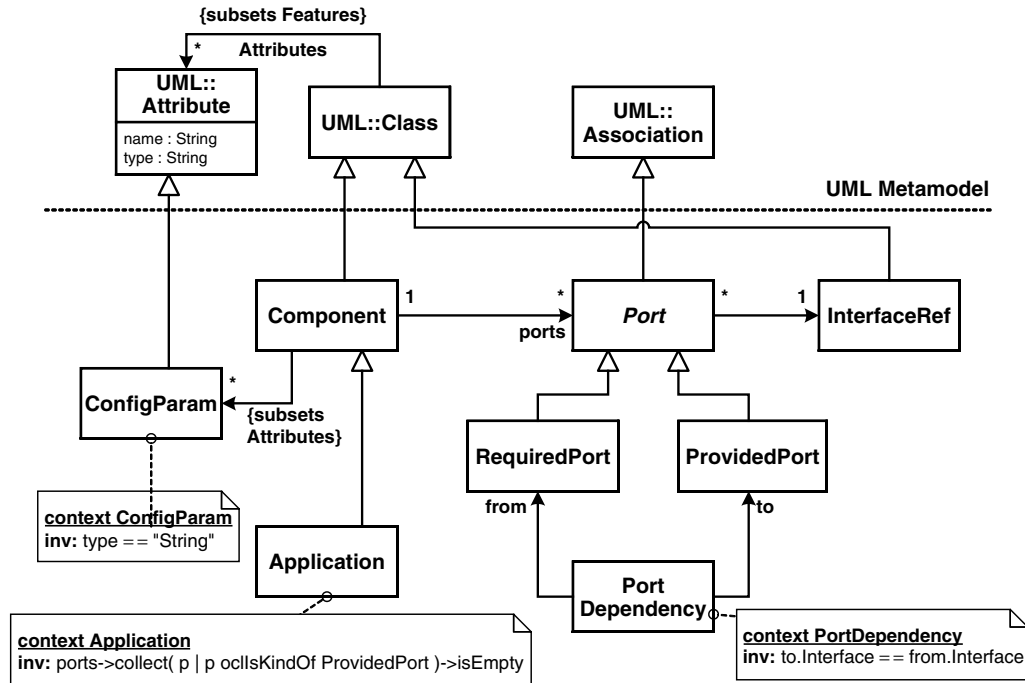 {subsets Features}
* Attributes
UML::
Attribute
name : String
type : String
UML::Class
UML::
Association
UML Metamodel
Component
1
*
ports
Port
*
1
InterfaceRef
ConfigParam
*
{subsets
Attributes}
RequiredPort
ProvidedPort
from
to
context ConfigParam
inv: type == "String"
Application
Port
Dependency
context Application
inv: ports->collect( p | p oclIsKindOf ProvidedPort )->isEmpty
context PortDependency
inv: to.Interface == from.Interface